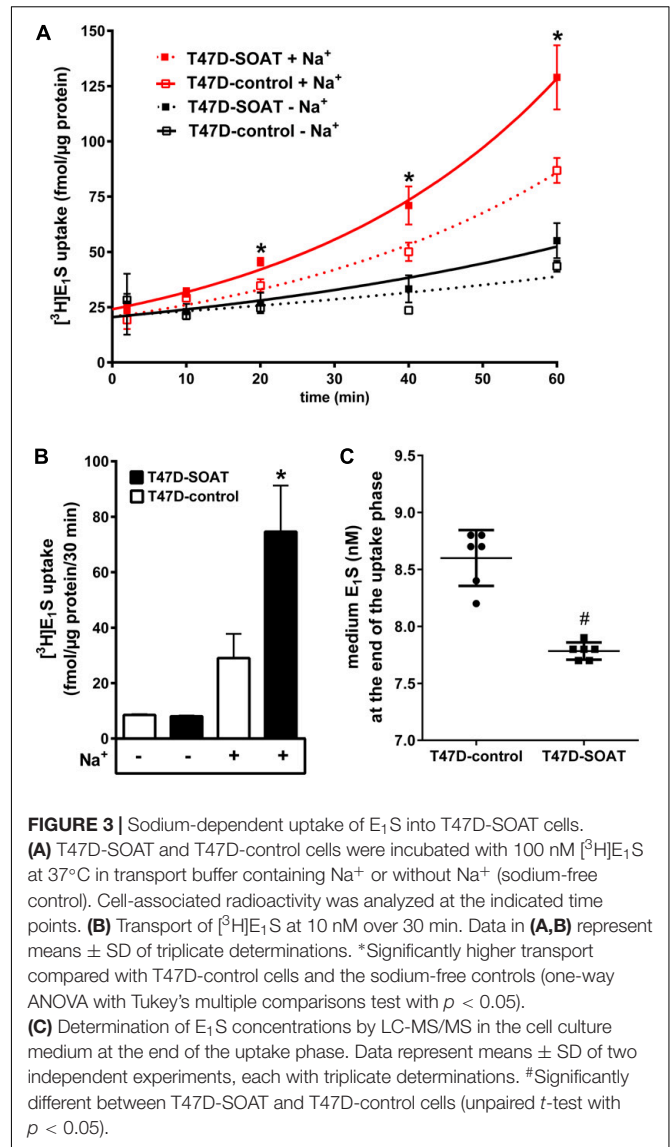 A
[³H]E₁S uptake (fmol/µg protein)
150
125
100
75
50
25
0
T47D-SOAT + Na⁺
T47D-control + Na⁺
T47D-SOAT - Na⁺
T47D-control - Na⁺
*
*
*
0 10 20 30 40 50 60
time (min)
B
[³H]E₁S uptake
(fmol/µg protein/30 min)
100
80
60
40
20
0
T47D-SOAT
T47D-control
*
Na⁺ - - + +
C
medium E₁S (nM)
at the end of the uptake phase
9.5
9.0
8.5
8.0
7.5
7.0
#
T47D-control T47D-SOAT
FIGURE 3 | Sodium-dependent uptake of E₁S into T47D-SOAT cells.
(A) T47D-SOAT and T47D-control cells were incubated with 100 nM [³H]E₁S
at 37°C in transport buffer containing Na⁺ or without Na⁺ (sodium-free
control). Cell-associated radioactivity was analyzed at the indicated time
points. (B) Transport of [³H]E₁S at 10 nM over 30 min. Data in (A,B) represent
means ± SD of triplicate determinations. *Significantly higher transport
compared with T47D-control cells and the sodium-free controls (one-way
ANOVA with Tukey's multiple comparisons test with p < 0.05).
(C) Determination of E₁S concentrations by LC-MS/MS in the cell culture
medium at the end of the uptake phase. Data represent means ± SD of two
independent experiments, each with triplicate determinations. #Significantly
different between T47D-SOAT and T47D-control cells (unpaired t-test with
p < 0.05).